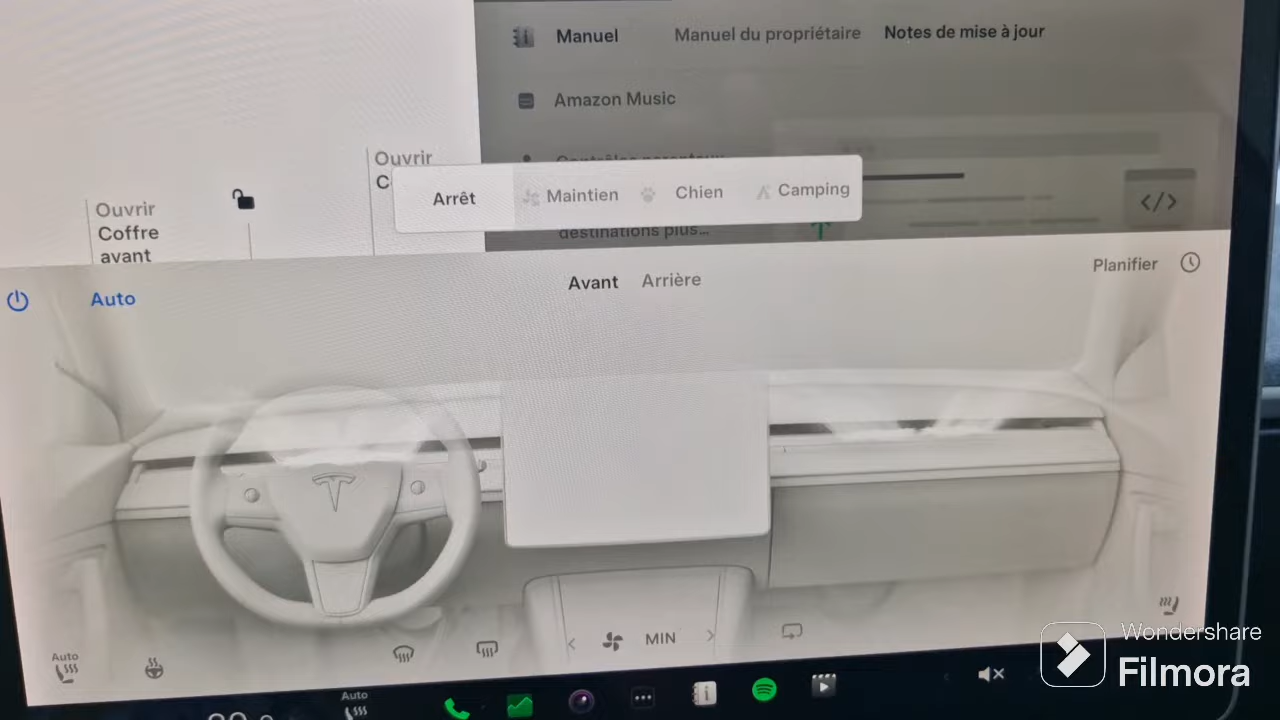 Manuel
Manuel du propriétaire
Notes de mise à jour
Amazon Music
Ouvrir
C
Arrêt
Maintien
Chien
Camping
destinations plus...
Ouvrir
Coffre
avant
Auto
Avant
Arrière
Planifier
MIN
Auto
Auto
Wondershare
Filmora